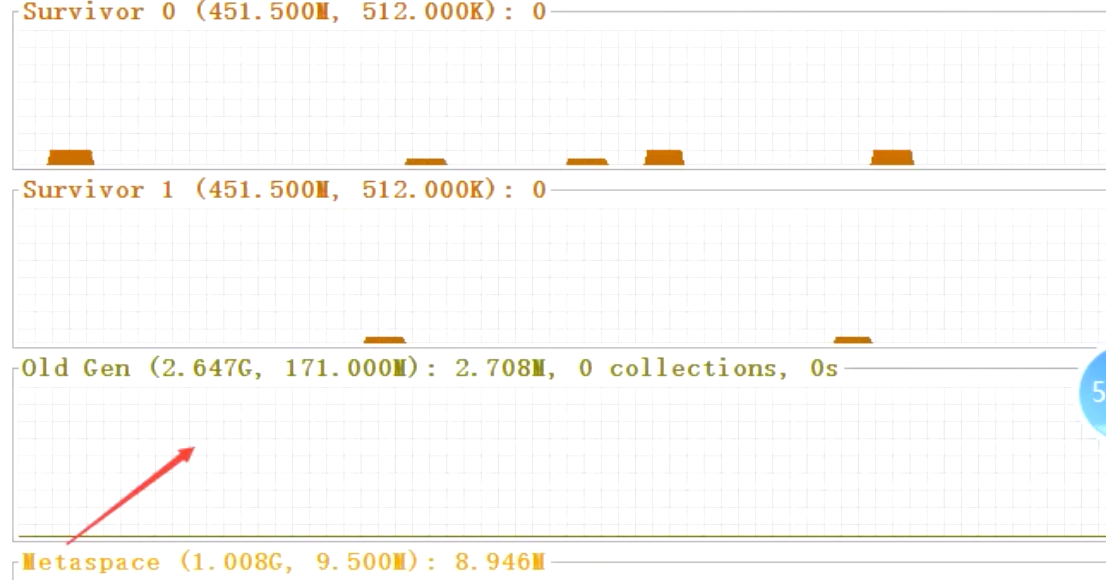 Survivor 0 (451.500M, 512.000K): 0
Survivor 1 (451.500M, 512.000K): 0
Old Gen (2.647G, 171.000M): 2.708M, 0 collections, 0s
5
Metaspace (1.008G, 9.500M): 8.946M